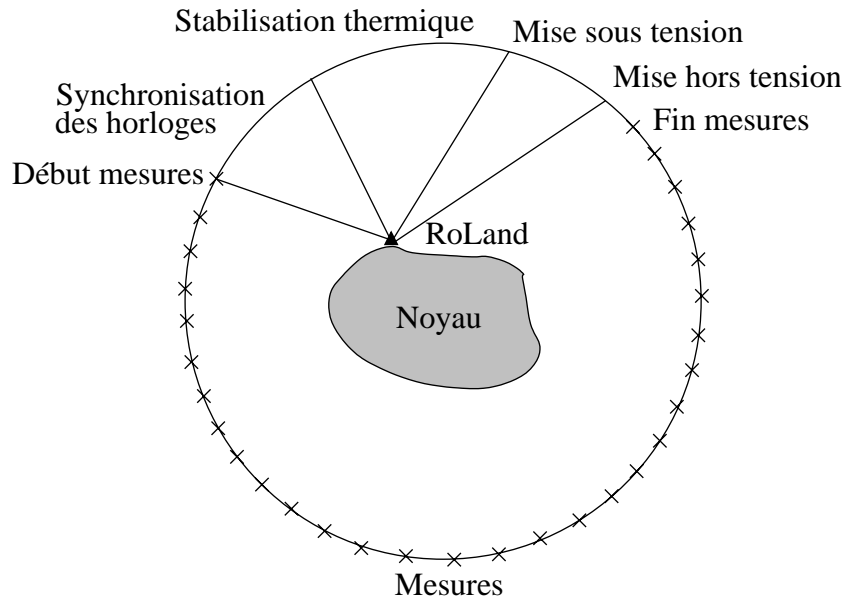 Stabilisation thermique
Mise sous tension
Mise hors tension
Synchronisation
des horloges
Fin mesures
Début mesures
RoLand
Noyau
Mesures